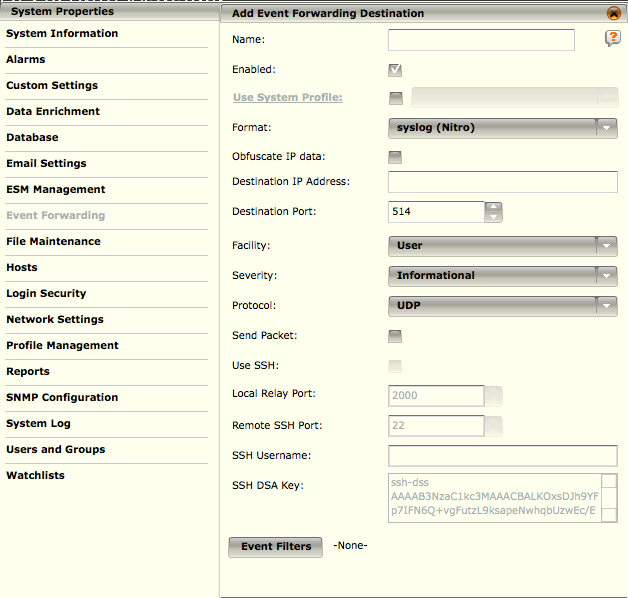 System Properties
System Information
Alarms
Custom Settings
Data Enrichment
Database
Email Settings
ESM Management
Event Forwarding
File Maintenance
Hosts
Login Security
Network Settings
Profile Management
Reports
SNMP Configuration
System Log
Users and Groups
Watchlists
Add Event Forwarding Destination
Name:
Enabled:
Use System Profile:
Format: syslog (Nitro)
Obfuscate IP data:
Destination IP Address:
Destination Port: 514
Facility: User
Severity: Informational
Protocol: UDP
Send Packet:
Use SSH:
Local Relay Port: 2000
Remote SSH Port: 22
SSH Username:
SSH DSA Key: ssh-dss
AAAAB3NzaC1kc3MAAACBALKOxsDJh9YF
p7IFN6Q+vgFutzL9ksapeNwhqbUzwEc/E
Event Filters -None-